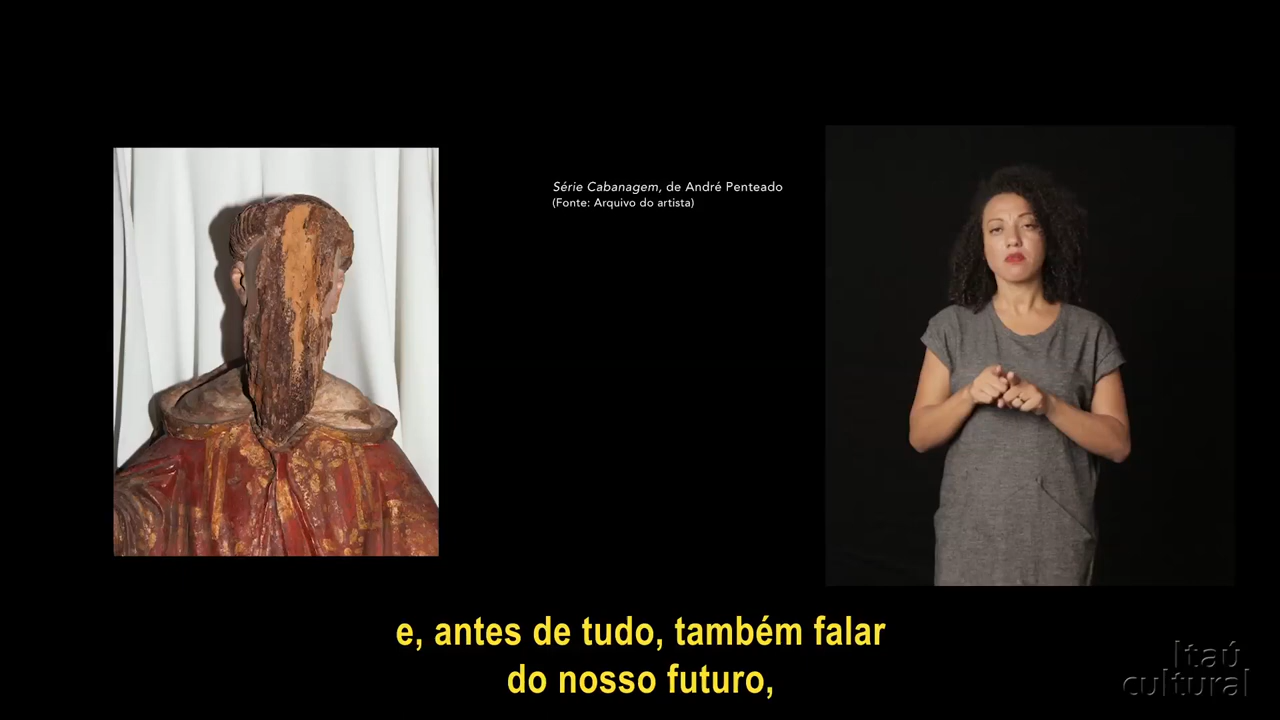 Série Cabanagem, de André Penteado
(Fonte: Arquivo do artista)
e, antes de tudo, também falar
do nosso futuro,
Itaú
cultural